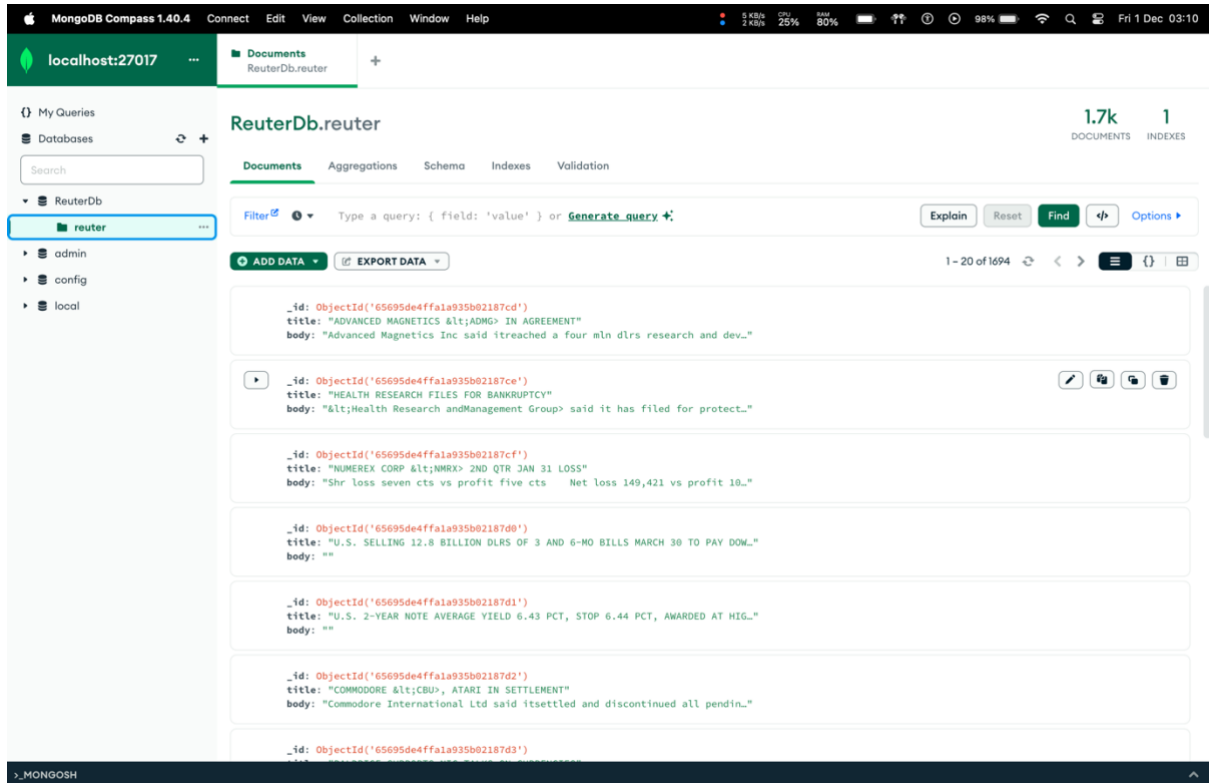 MongoDB Compass 1.40.4 Connect Edit View Collection Window Help 5 KB/s 2 KB/s CPU 25% RAM 80% 98% Fri 1 Dec 03:10
localhost:27017 ...
Documents
ReuterDb.reuter
+
{} My Queries
Databases
Search
ReuterDb
reuter ...
admin
config
local
ReuterDb.reuter
1.7k DOCUMENTS
1 INDEXES
Documents Aggregations Schema Indexes Validation
Filter Type a query: { field: 'value' } or Generate query Explain Reset Find </> Options
ADD DATA EXPORT DATA 1 – 20 of 1694 {}
_id: ObjectId('65695de4ffa1a935b02187cd')
title: "ADVANCED MAGNETICS &lt;ADMG> IN AGREEMENT"
body: "Advanced Magnetics Inc said itreached a four mln dlrs research and dev…"
_id: ObjectId('65695de4ffa1a935b02187ce')
title: "HEALTH RESEARCH FILES FOR BANKRUPTCY"
body: "&lt;Health Research andManagement Group> said it has filed for protect…"
_id: ObjectId('65695de4ffa1a935b02187cf')
title: "NUMEREX CORP &lt;NMRX> 2ND QTR JAN 31 LOSS"
body: "Shr loss seven cts vs profit five cts Net loss 149,421 vs profit 10…"
_id: ObjectId('65695de4ffa1a935b02187d0')
title: "U.S. SELLING 12.8 BILLION DLRS OF 3 AND 6-MO BILLS MARCH 30 TO PAY DOW…"
body: ""
_id: ObjectId('65695de4ffa1a935b02187d1')
title: "U.S. 2-YEAR NOTE AVERAGE YIELD 6.43 PCT, STOP 6.44 PCT, AWARDED AT HIG…"
body: ""
_id: ObjectId('65695de4ffa1a935b02187d2')
title: "COMMODORE &lt;CBU>, ATARI IN SETTLEMENT"
body: "Commodore International Ltd said itsettled and discontinued all pendin…"
_id: ObjectId('65695de4ffa1a935b02187d3')
>_MONGOSH